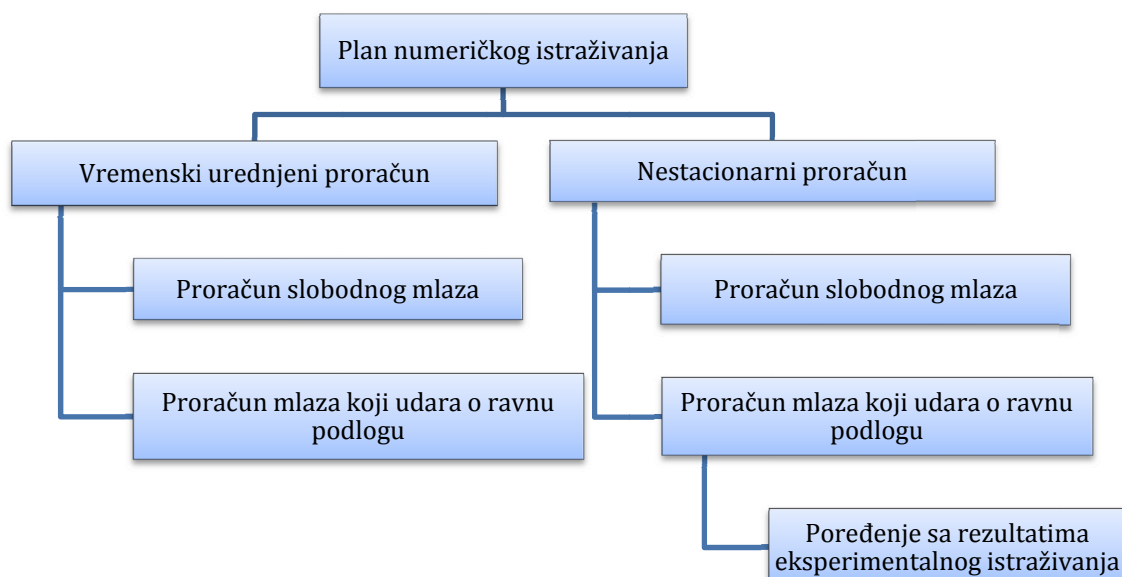 Plan numeričkog istraživanja
Vremenski urednjeni proračun
Nestacionarni proračun
Proračun slobodnog mlaza
Proračun slobodnog mlaza
Proračun mlaza koji udara o ravnu
podlogu
Proračun mlaza koji udara o ravnu
podlogu
Poređenje sa rezultatima
eksperimentalnog istraživanja